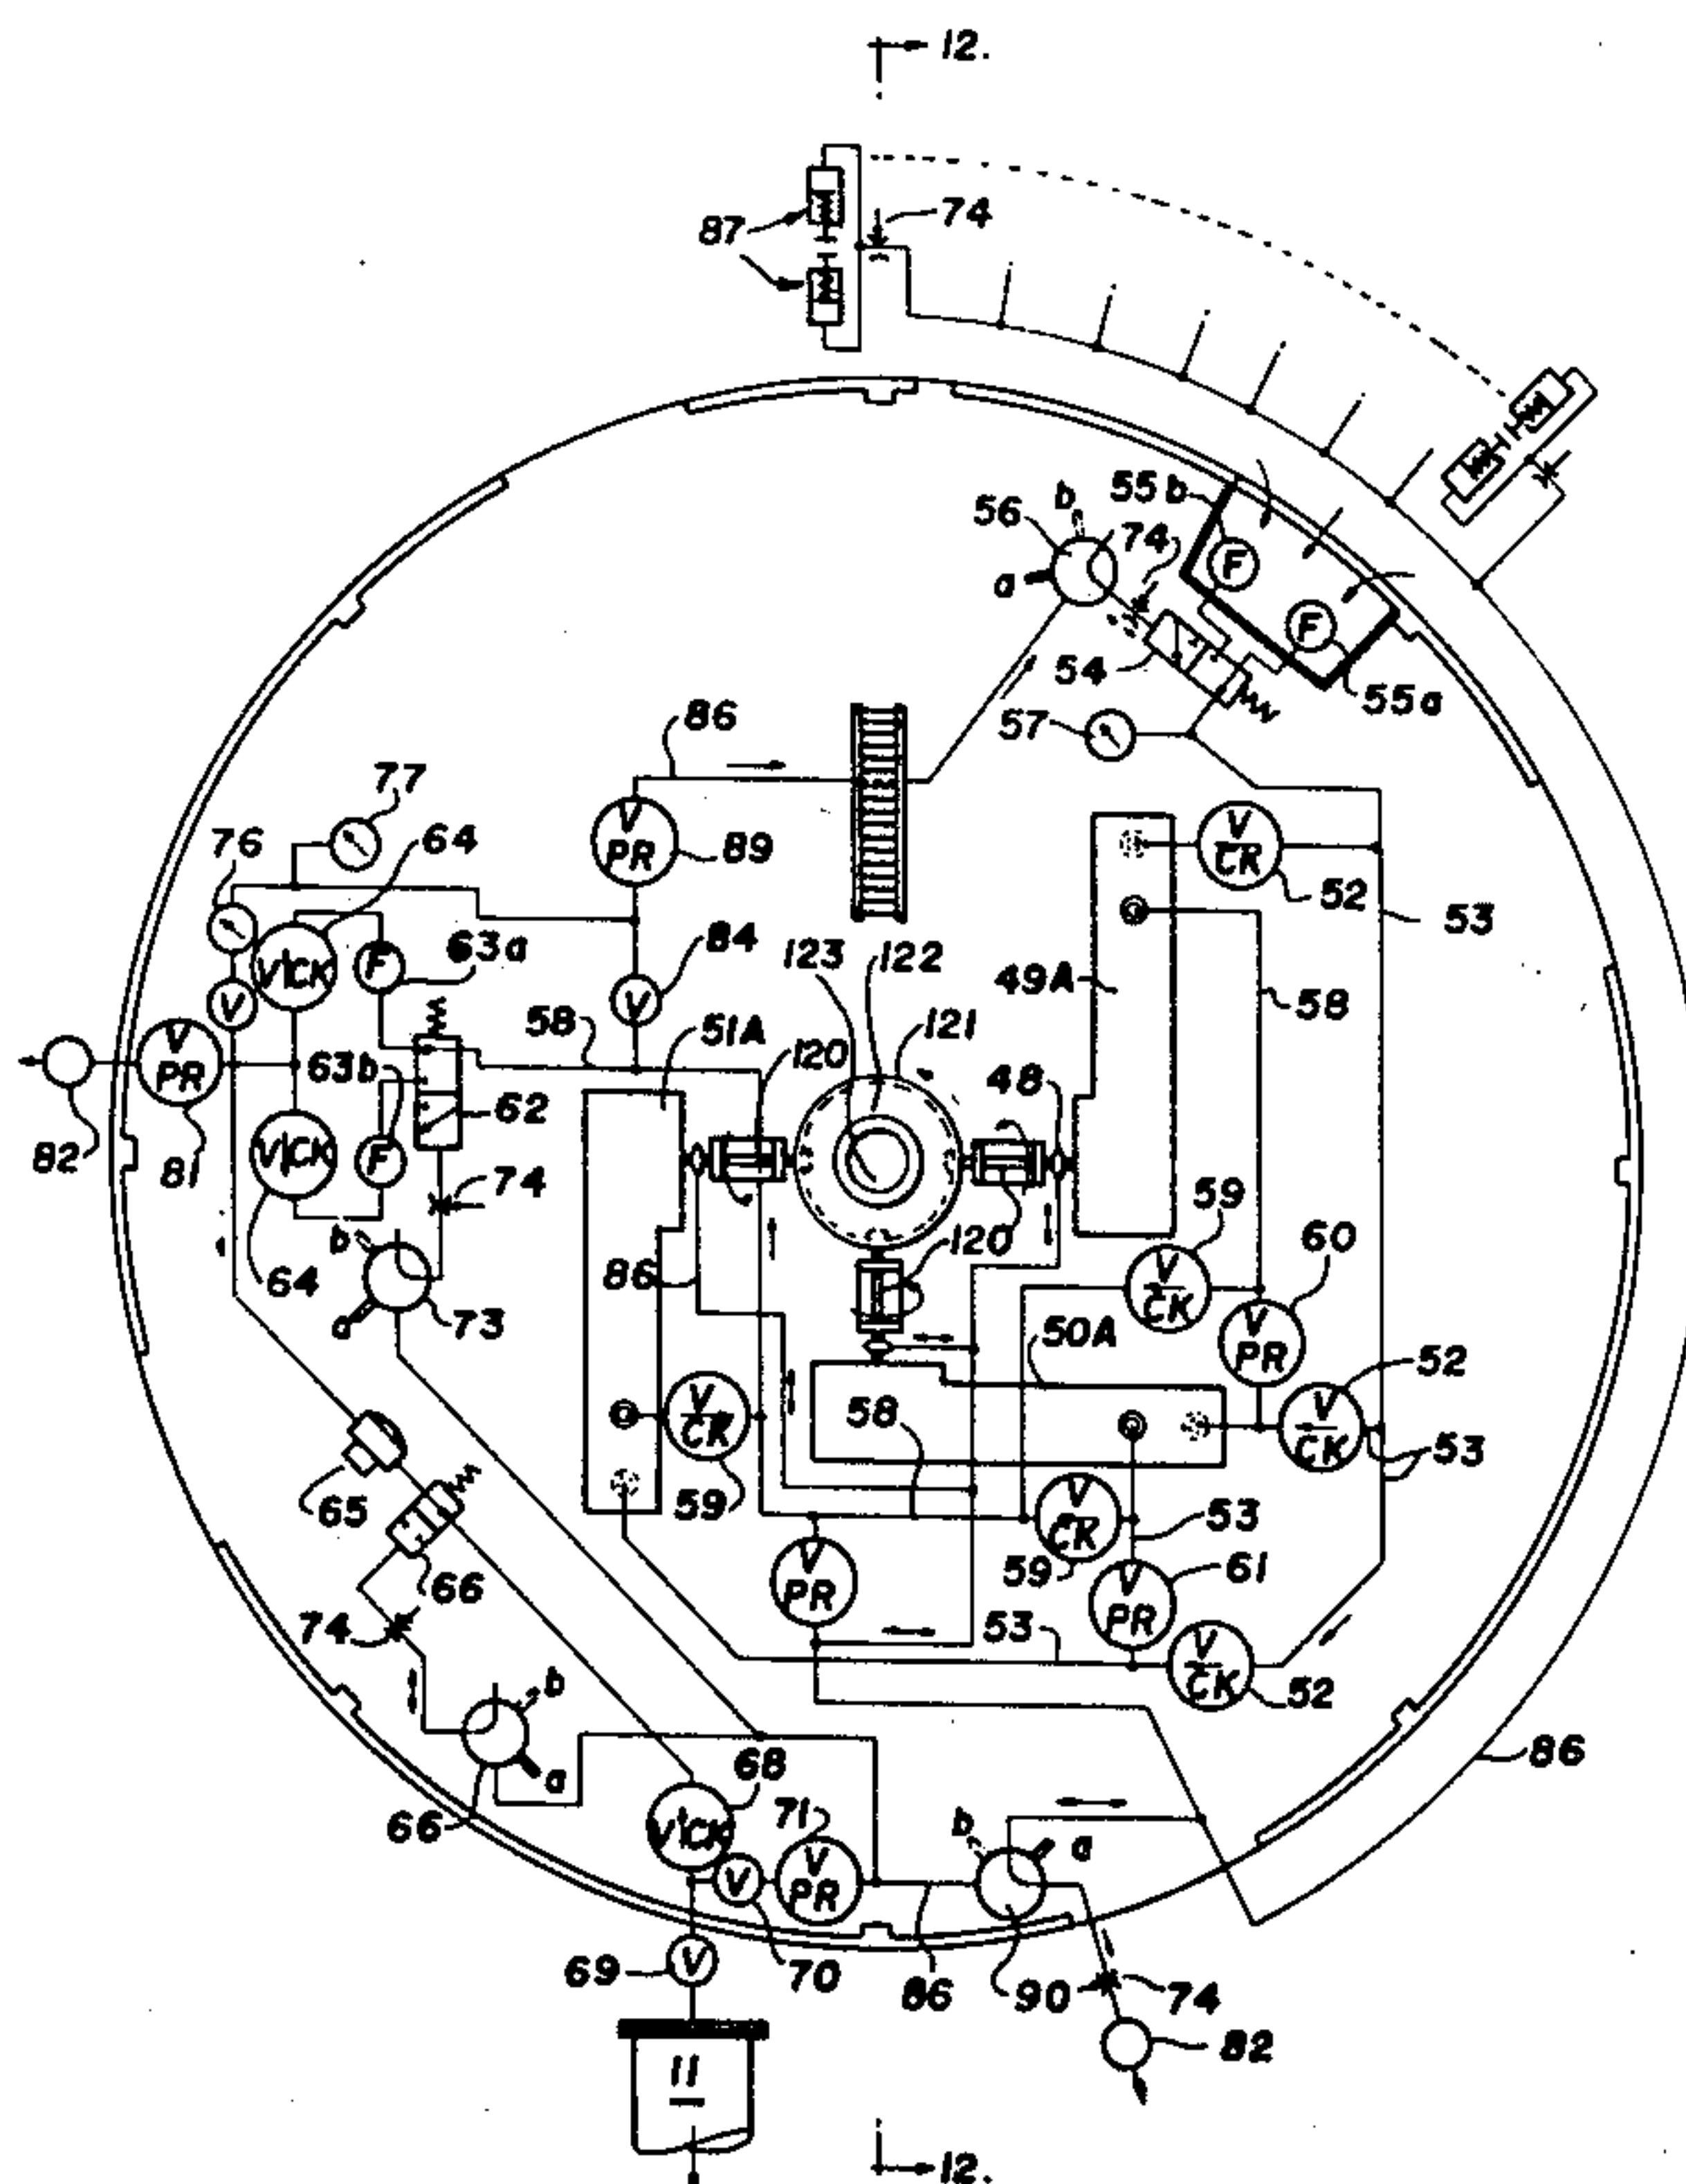 12.
87
74
55b
b
56
74
a
F
F
54
55a
57
86
77
76
64
V
PR
89
V
CK
52
53
63a
V CK
F
84
123
122
49A
V
V
58
51A
121
58
120
48
V
PR
63b
62
82
81
V CK
F
74
59
60
b
64
86
120
V
CK
V
PR
a
73
50A
52
V
CK
58
V
CK
53
65
59
V
CK
53
66
V
PR
59
61
V
PR
74
53
V
CK
52
b
a
68
86
66
V CK
71
b
a
V
V
PR
69
V
70
86
90
74
82
11
12.